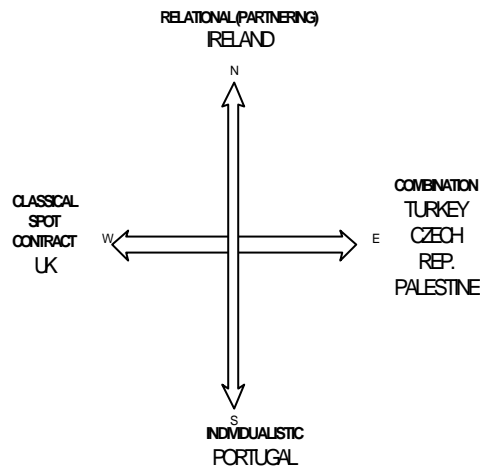 RELATIONAL(PARTNERING)
IRELAND
N
CLASSICAL
SPOT
CONTRACT
UK
W
E
COMBINATION
TURKEY
CZECH
REP.
PALESTINE
S
INDIVIDUALISTIC
PORTUGAL